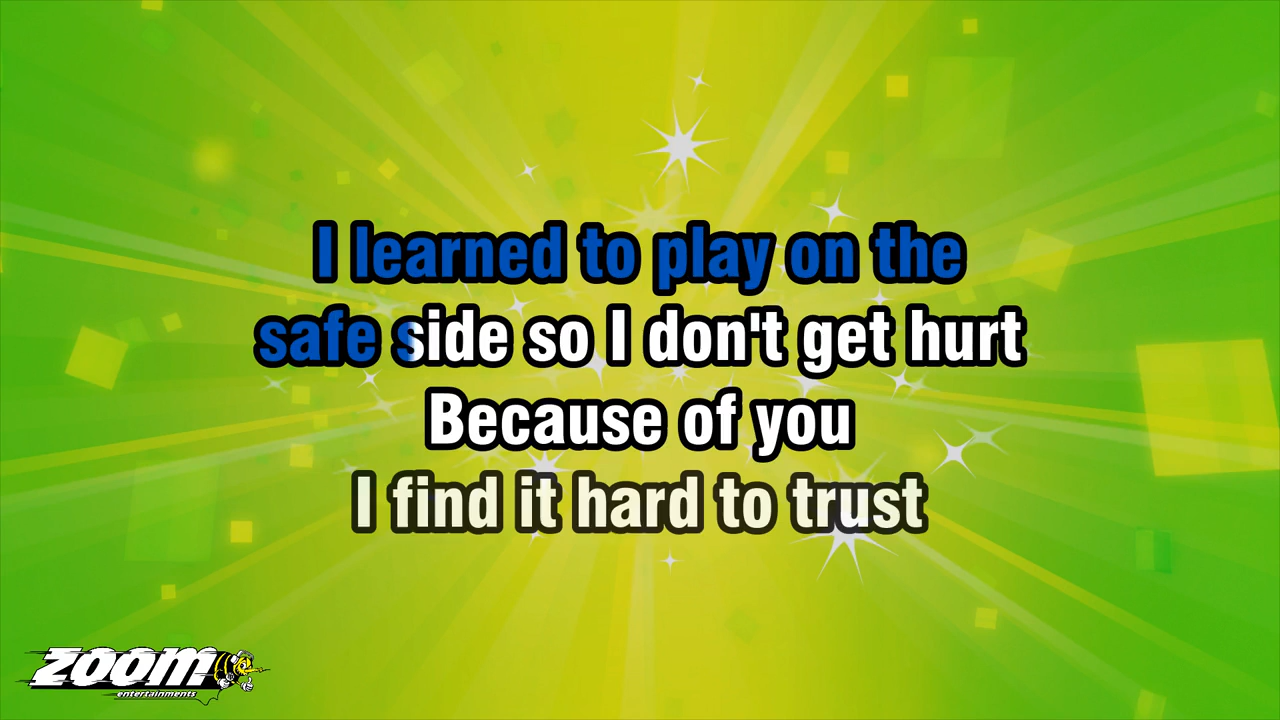 I learned to play on the
safe side so I don't get hurt
Because of you
I find it hard to trust
zoom
entertainments